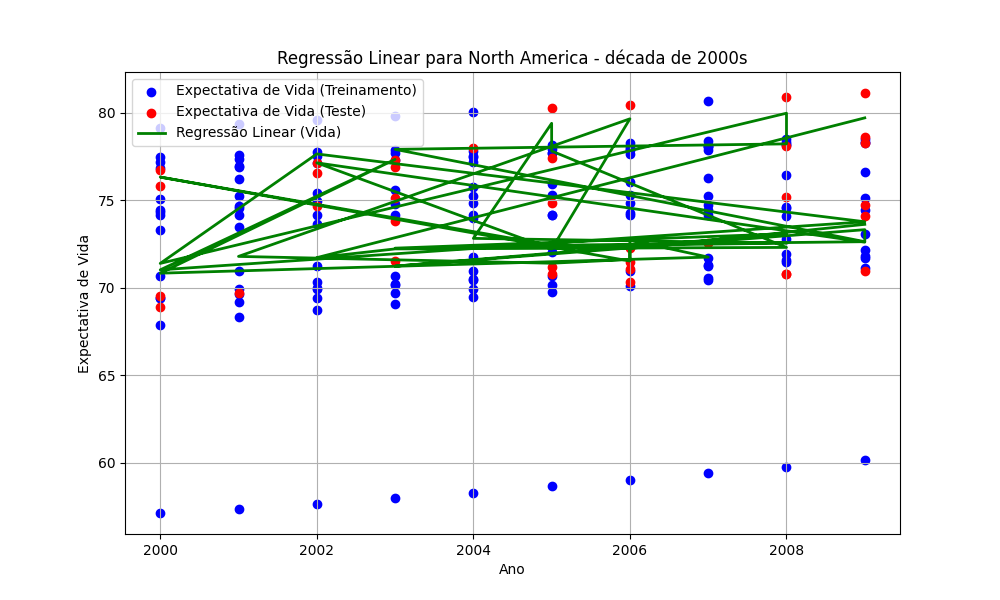 Regressão Linear para North America - década de 2000s
Expectativa de Vida (Treinamento)
Expectativa de Vida (Teste)
Regressão Linear (Vida)
Expectativa de Vida
80
75
70
65
60
2000
2002
2004
2006
2008
Ano